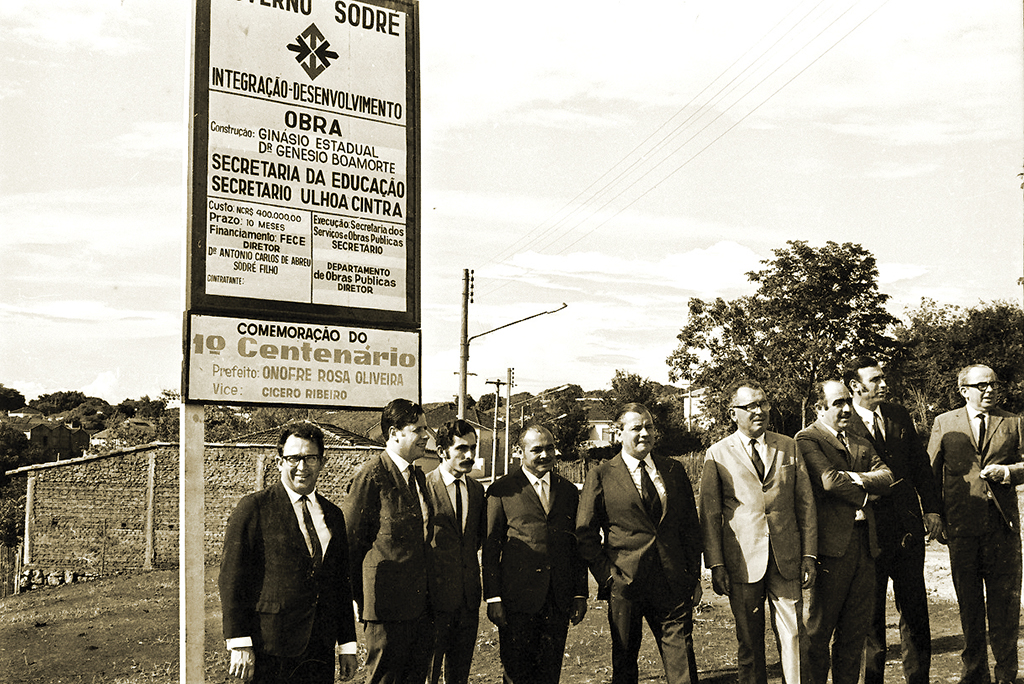 VERNO SODRÉ
INTEGRAÇÃO-DESENVOLVIMENTO
OBRA
Construção: GINÁSIO ESTADUAL
DR GENESIO BOAMORTE
SECRETARIA DA EDUCAÇÃO
SECRETARIO ULHOA CINTRA
Custo: NCR$ 400.000,00
Prazo: 10 MESES
Financiamento: FECE
DIRETOR
Dr ANTONIO CARLOS DE ABREU
SODRÉ FILHO
CONTRATANTE:
Execução: Secretaria dos
Serviços e Obras Publicas
SECRETARIO
DEPARTAMENTO
de Obras Publicas
DIRETOR
COMEMORAÇÃO DO
1º Centenário
Prefeito: ONOFRE ROSA OLIVEIRA
Vice: CICERO RIBEIRO